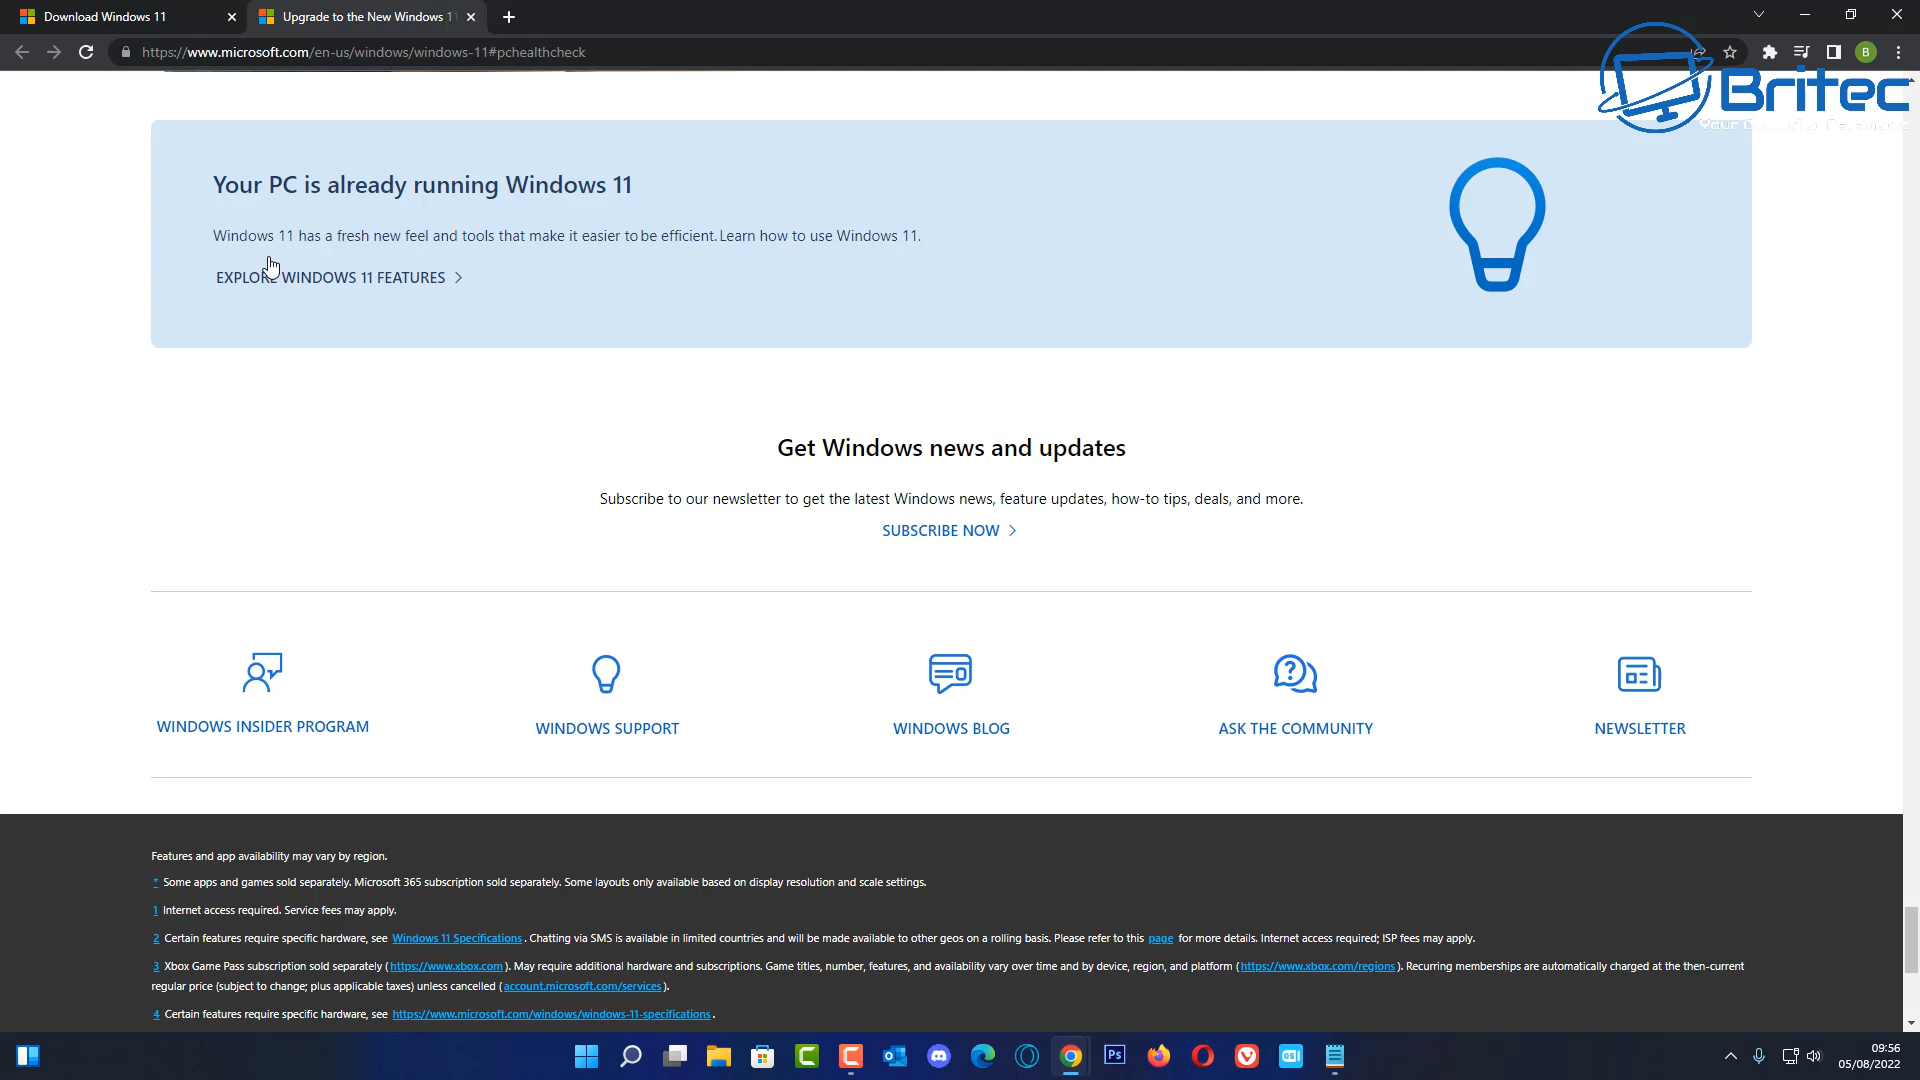 Download Windows 11
Upgrade to the New Windows 11
https://www.microsoft.com/en-us/windows/windows-11#pchealthcheck
B
Britec
Your PC is already running Windows 11
Windows 11 has a fresh new feel and tools that make it easier to be efficient. Learn how to use Windows 11.
EXPLORE WINDOWS 11 FEATURES
Get Windows news and updates
Subscribe to our newsletter to get the latest Windows news, feature updates, how-to tips, deals, and more.
SUBSCRIBE NOW
WINDOWS INSIDER PROGRAM
WINDOWS SUPPORT
WINDOWS BLOG
ASK THE COMMUNITY
NEWSLETTER
Features and app availability may vary by region.
* Some apps and games sold separately. Microsoft 365 subscription sold separately. Some layouts only available based on display resolution and scale settings.
1 Internet access required. Service fees may apply.
2 Certain features require specific hardware, see Windows 11 Specifications. Chatting via SMS is available in limited countries and will be made available to other geos on a rolling basis. Please refer to this page for more details. Internet access required; ISP fees may apply.
3 Xbox Game Pass subscription sold separately (https://www.xbox.com). May require additional hardware and subscriptions. Game titles, number, features, and availability vary over time and by device, region, and platform (https://www.xbox.com/regions). Recurring memberships are automatically charged at the then-current
regular price (subject to change; plus applicable taxes) unless cancelled (account.microsoft.com/services).
4 Certain features require specific hardware, see https://www.microsoft.com/windows/windows-11-specifications.
Ps
09:56
05/08/2022